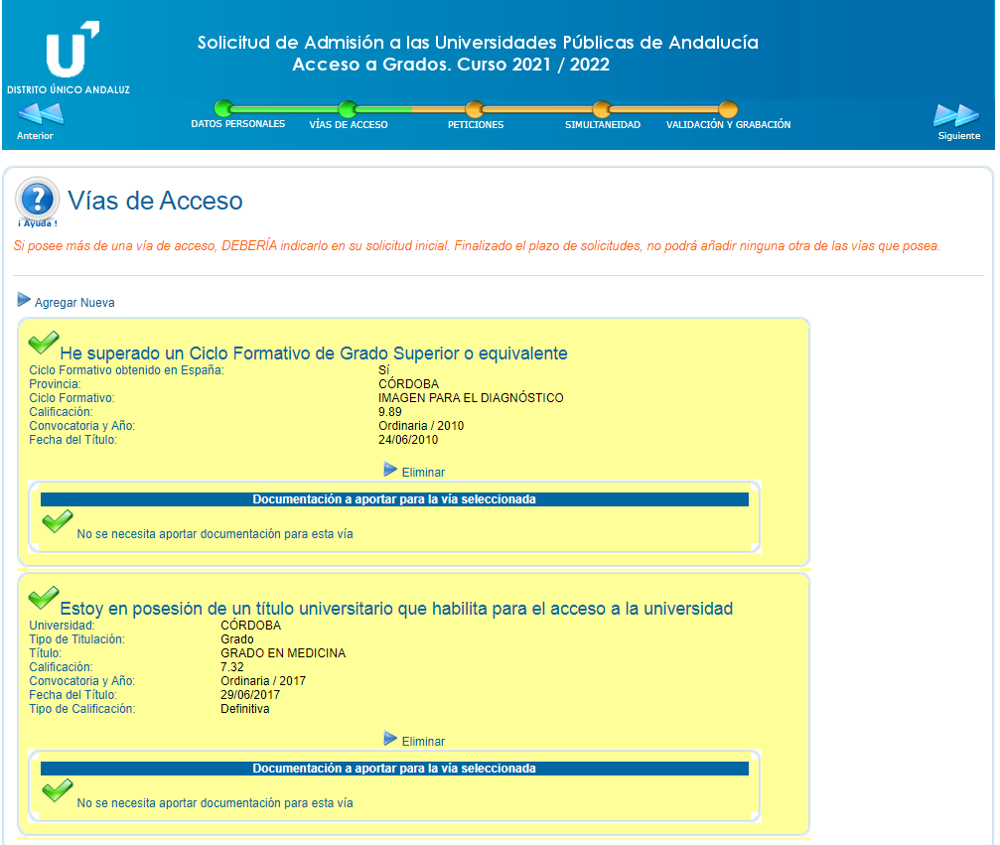 U
DISTRITO ÚNICO ANDALUZ
Solicitud de Admisión a las Universidades Públicas de Andalucía
Acceso a Grados. Curso 2021 / 2022
Anterior
DATOS PERSONALES
VÍAS DE ACCESO
PETICIONES
SIMULTANEIDAD
VALIDACIÓN Y GRABACIÓN
Siguiente
?
¡ Ayuda !
Vías de Acceso
Si posee más de una vía de acceso, DEBERÍA indicarlo en su solicitud inicial. Finalizado el plazo de solicitudes, no podrá añadir ninguna otra de las vías que posea.
Agregar Nueva
He superado un Ciclo Formativo de Grado Superior o equivalente
Ciclo Formativo obtenido en España: Sí
Provincia: CÓRDOBA
Ciclo Formativo: IMAGEN PARA EL DIAGNÓSTICO
Calificación: 9.89
Convocatoria y Año: Ordinaria / 2010
Fecha del Título: 24/06/2010
Eliminar
Documentación a aportar para la vía seleccionada
No se necesita aportar documentación para esta vía
Estoy en posesión de un título universitario que habilita para el acceso a la universidad
Universidad: CÓRDOBA
Tipo de Titulación: Grado
Título: GRADO EN MEDICINA
Calificación: 7.32
Convocatoria y Año: Ordinaria / 2017
Fecha del Título: 29/06/2017
Tipo de Calificación: Definitiva
Eliminar
Documentación a aportar para la vía seleccionada
No se necesita aportar documentación para esta vía